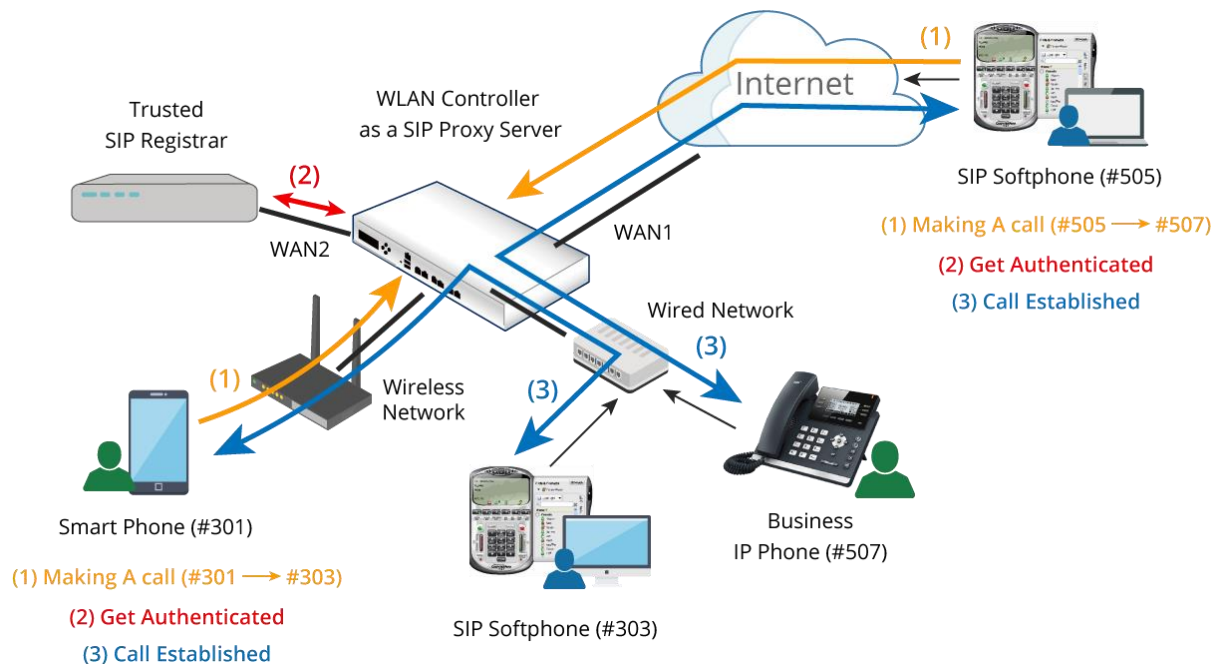 (1)
Internet
Trusted
SIP Registrar
WLAN Controller
as a SIP Proxy Server
(2)
WAN2
WAN1
SIP Softphone (#505)
(1) Making A call (#505 → #507)
(2) Get Authenticated
(3) Call Established
Wired Network
(3)
(1)
(3)
Wireless
Network
Smart Phone (#301)
(1) Making A call (#301 → #303)
(2) Get Authenticated
(3) Call Established
Business
IP Phone (#507)
SIP Softphone (#303)